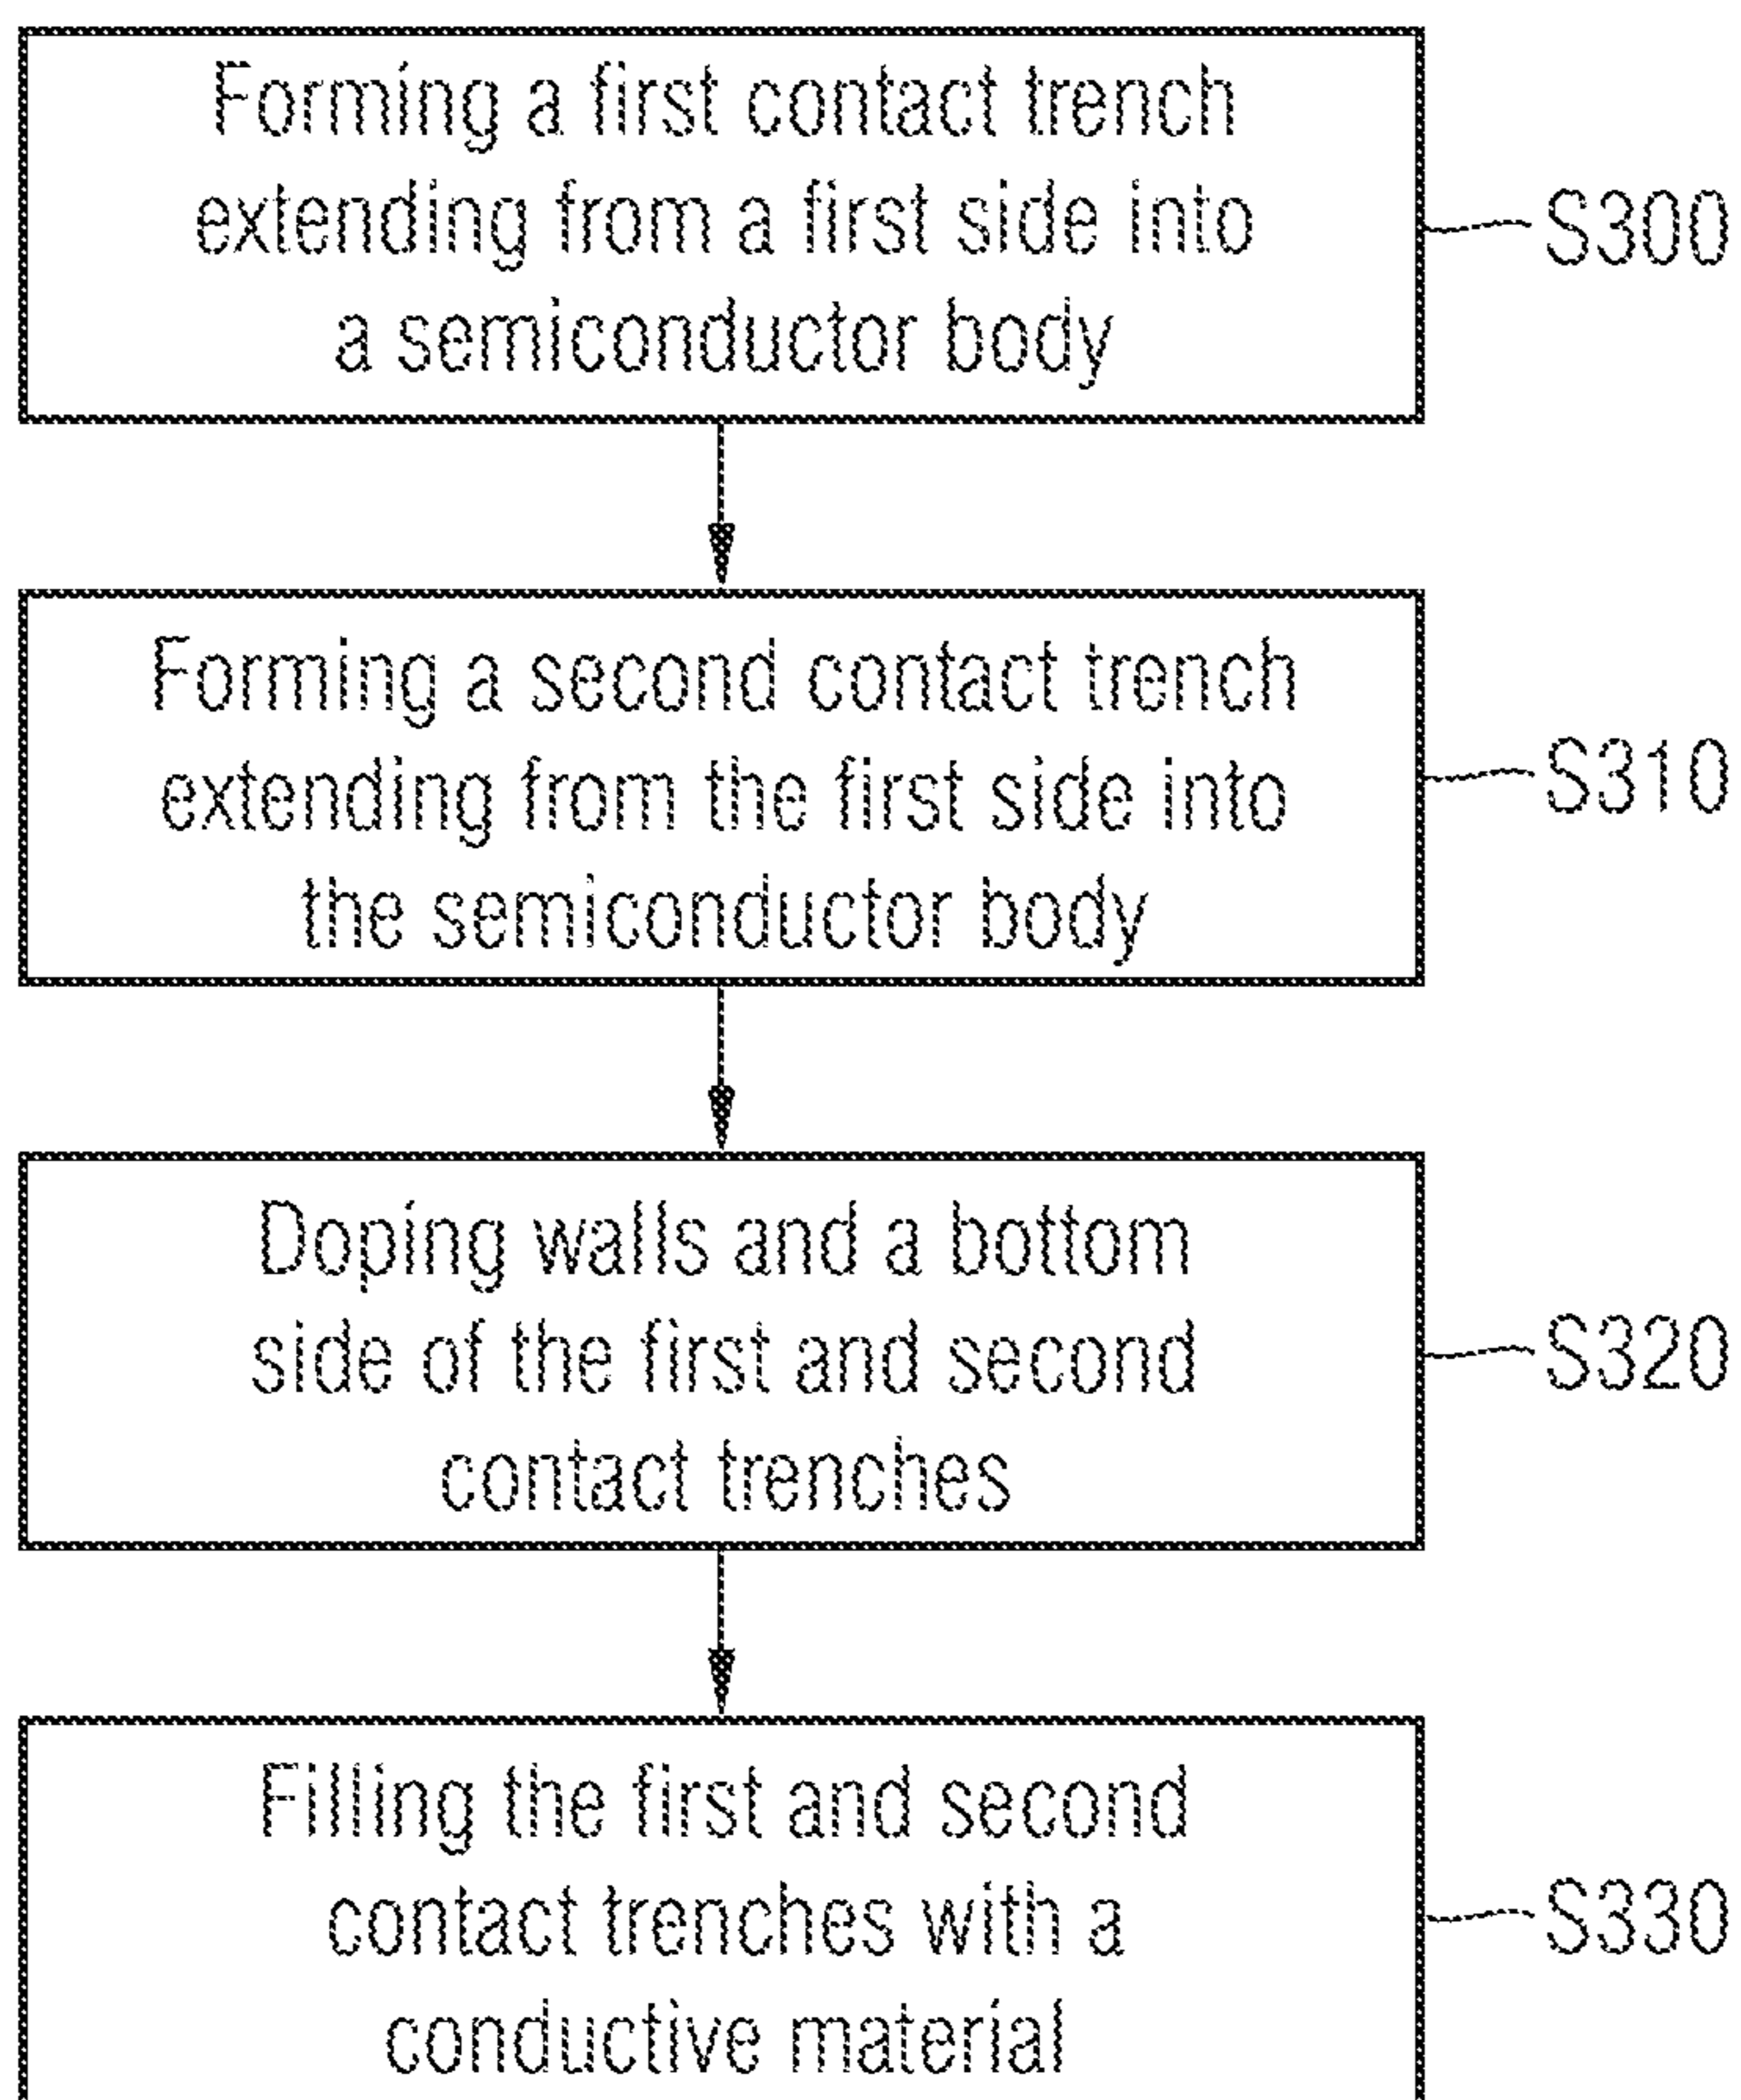 Forming a first contact trench
extending from a first side into
a semiconductor body
S300
Forming a second contact trench
extending from the first side into
the semiconductor body
S310
Doping walls and a bottom
side of the first and second
contact trenches
S320
Filling the first and second
contact trenches with a
conductive material
S330